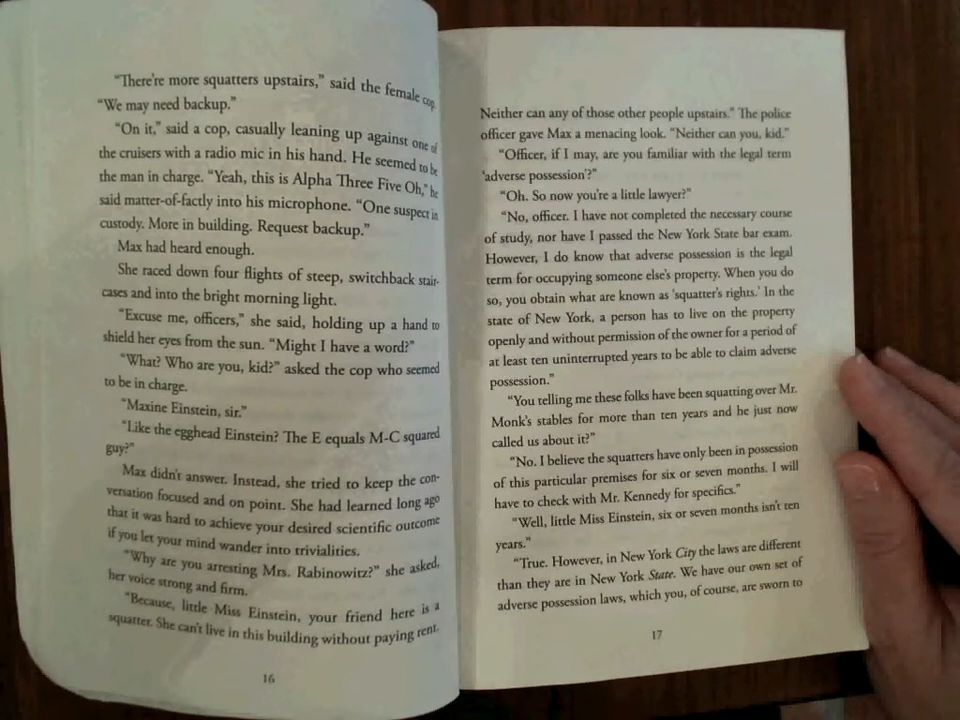 “There’re more squatters upstairs,” said the female cop.
“We may need backup.”
“On it,” said a cop, casually leaning up against one of
the cruisers with a radio mic in his hand. He seemed to be
the man in charge. “Yeah, this is Alpha Three Five Oh,” he
said matter-of-factly into his microphone. “One suspect in
custody. More in building. Request backup.”
Max had heard enough.
She raced down four flights of steep, switchback stair-
cases and into the bright morning light.
“Excuse me, officers,” she said, holding up a hand to
shield her eyes from the sun. “Might I have a word?”
“What? Who are you, kid?” asked the cop who seemed
to be in charge.
“Maxine Einstein, sir.”
“Like the egghead Einstein? The E equals M-C squared
guy?”
Max didn’t answer. Instead, she tried to keep the con-
versation focused and on point. She had learned long ago
that it was hard to achieve your desired scientific outcome
if you let your mind wander into trivialities.
“Why are you arresting Mrs. Rabinowitz?” she asked,
her voice strong and firm.
“Because, little Miss Einstein, your friend here is a
squatter. She can’t live in this building without paying rent.
16
Neither can any of those other people upstairs.” The police
officer gave Max a menacing look. “Neither can you, kid.”
“Officer, if I may, are you familiar with the legal term
‘adverse possession’?”
“Oh. So now you’re a little lawyer?”
“No, officer. I have not completed the necessary course
of study, nor have I passed the New York State bar exam.
However, I do know that adverse possession is the legal
term for occupying someone else’s property. When you do
so, you obtain what are known as ‘squatter’s rights.’ In the
state of New York, a person has to live on the property
openly and without permission of the owner for a period of
at least ten uninterrupted years to be able to claim adverse
possession.”
“You telling me these folks have been squatting over Mr.
Monk’s stables for more than ten years and he just now
called us about it?”
“No. I believe the squatters have only been in possession
of this particular premises for six or seven months. I will
have to check with Mr. Kennedy for specifics.”
“Well, little Miss Einstein, six or seven months isn’t ten
years.”
“True. However, in New York City the laws are different
than they are in New York State. We have our own set of
adverse possession laws, which you, of course, are sworn to
17